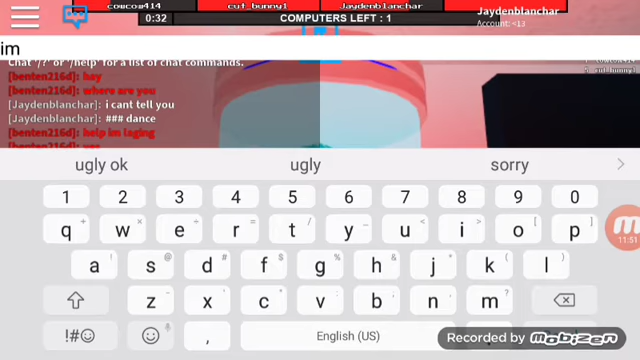 cowcow414 cut_bunny1 Jaydenblanchar
Jaydenblanchar
Account: <13
0:32 COMPUTERS LEFT : 1
im
Chat '/?' or '/help' for a list of chat commands.
[benten216d]: hay
[benten216d]: where are you
[Jaydenblanchar]: i cant tell you
[Jaydenblanchar]: ### dance
[benten216d]: help im laging
[benten216d]: yes
cut_bunny1
ugly ok ugly sorry
1 2 3 4 5 6 7 8 9 0
q + w × e ÷ r = t / y _ u < i > o [ p ]
a ! s @ d # f $ g % h & j * k ( l )
z - x ' c " v : b ; n , m ?
!#☺ , English (US)
Recorded by mobizen
11:51